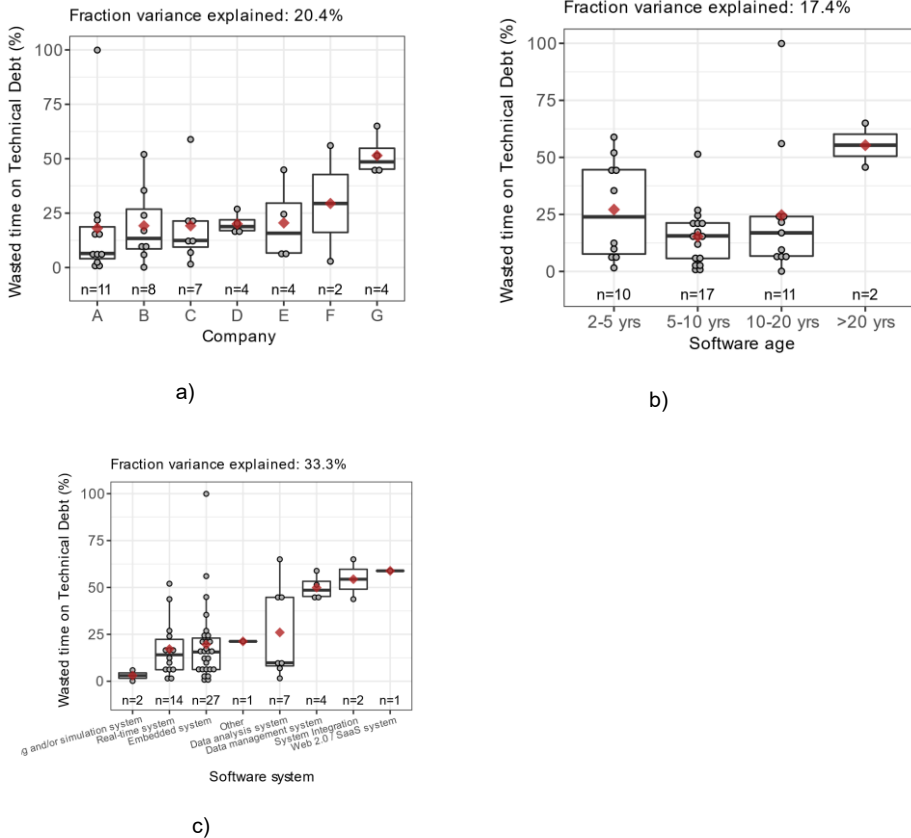 Fraction variance explained: 20.4%
Wasted time on Technical Debt (%)
100
75
50
25
0
n=11 n=8 n=7 n=4 n=4 n=2 n=4
A B C D E F G
Company
a)
Fraction variance explained: 17.4%
Wasted time on Technical Debt (%)
100
75
50
25
0
n=10 n=17 n=11 n=2
2-5 yrs 5-10 yrs 10-20 yrs >20 yrs
Software age
b)
Fraction variance explained: 33.3%
Wasted time on Technical Debt (%)
100
75
50
25
0
n=2 n=14 n=27 n=1 n=7 n=4 n=2 n=1
g and/or simulation system
Real-time system
Embedded system
Other
Data analysis system
Data management system
System Integration
Web 2.0 / SaaS system
Software system
c)